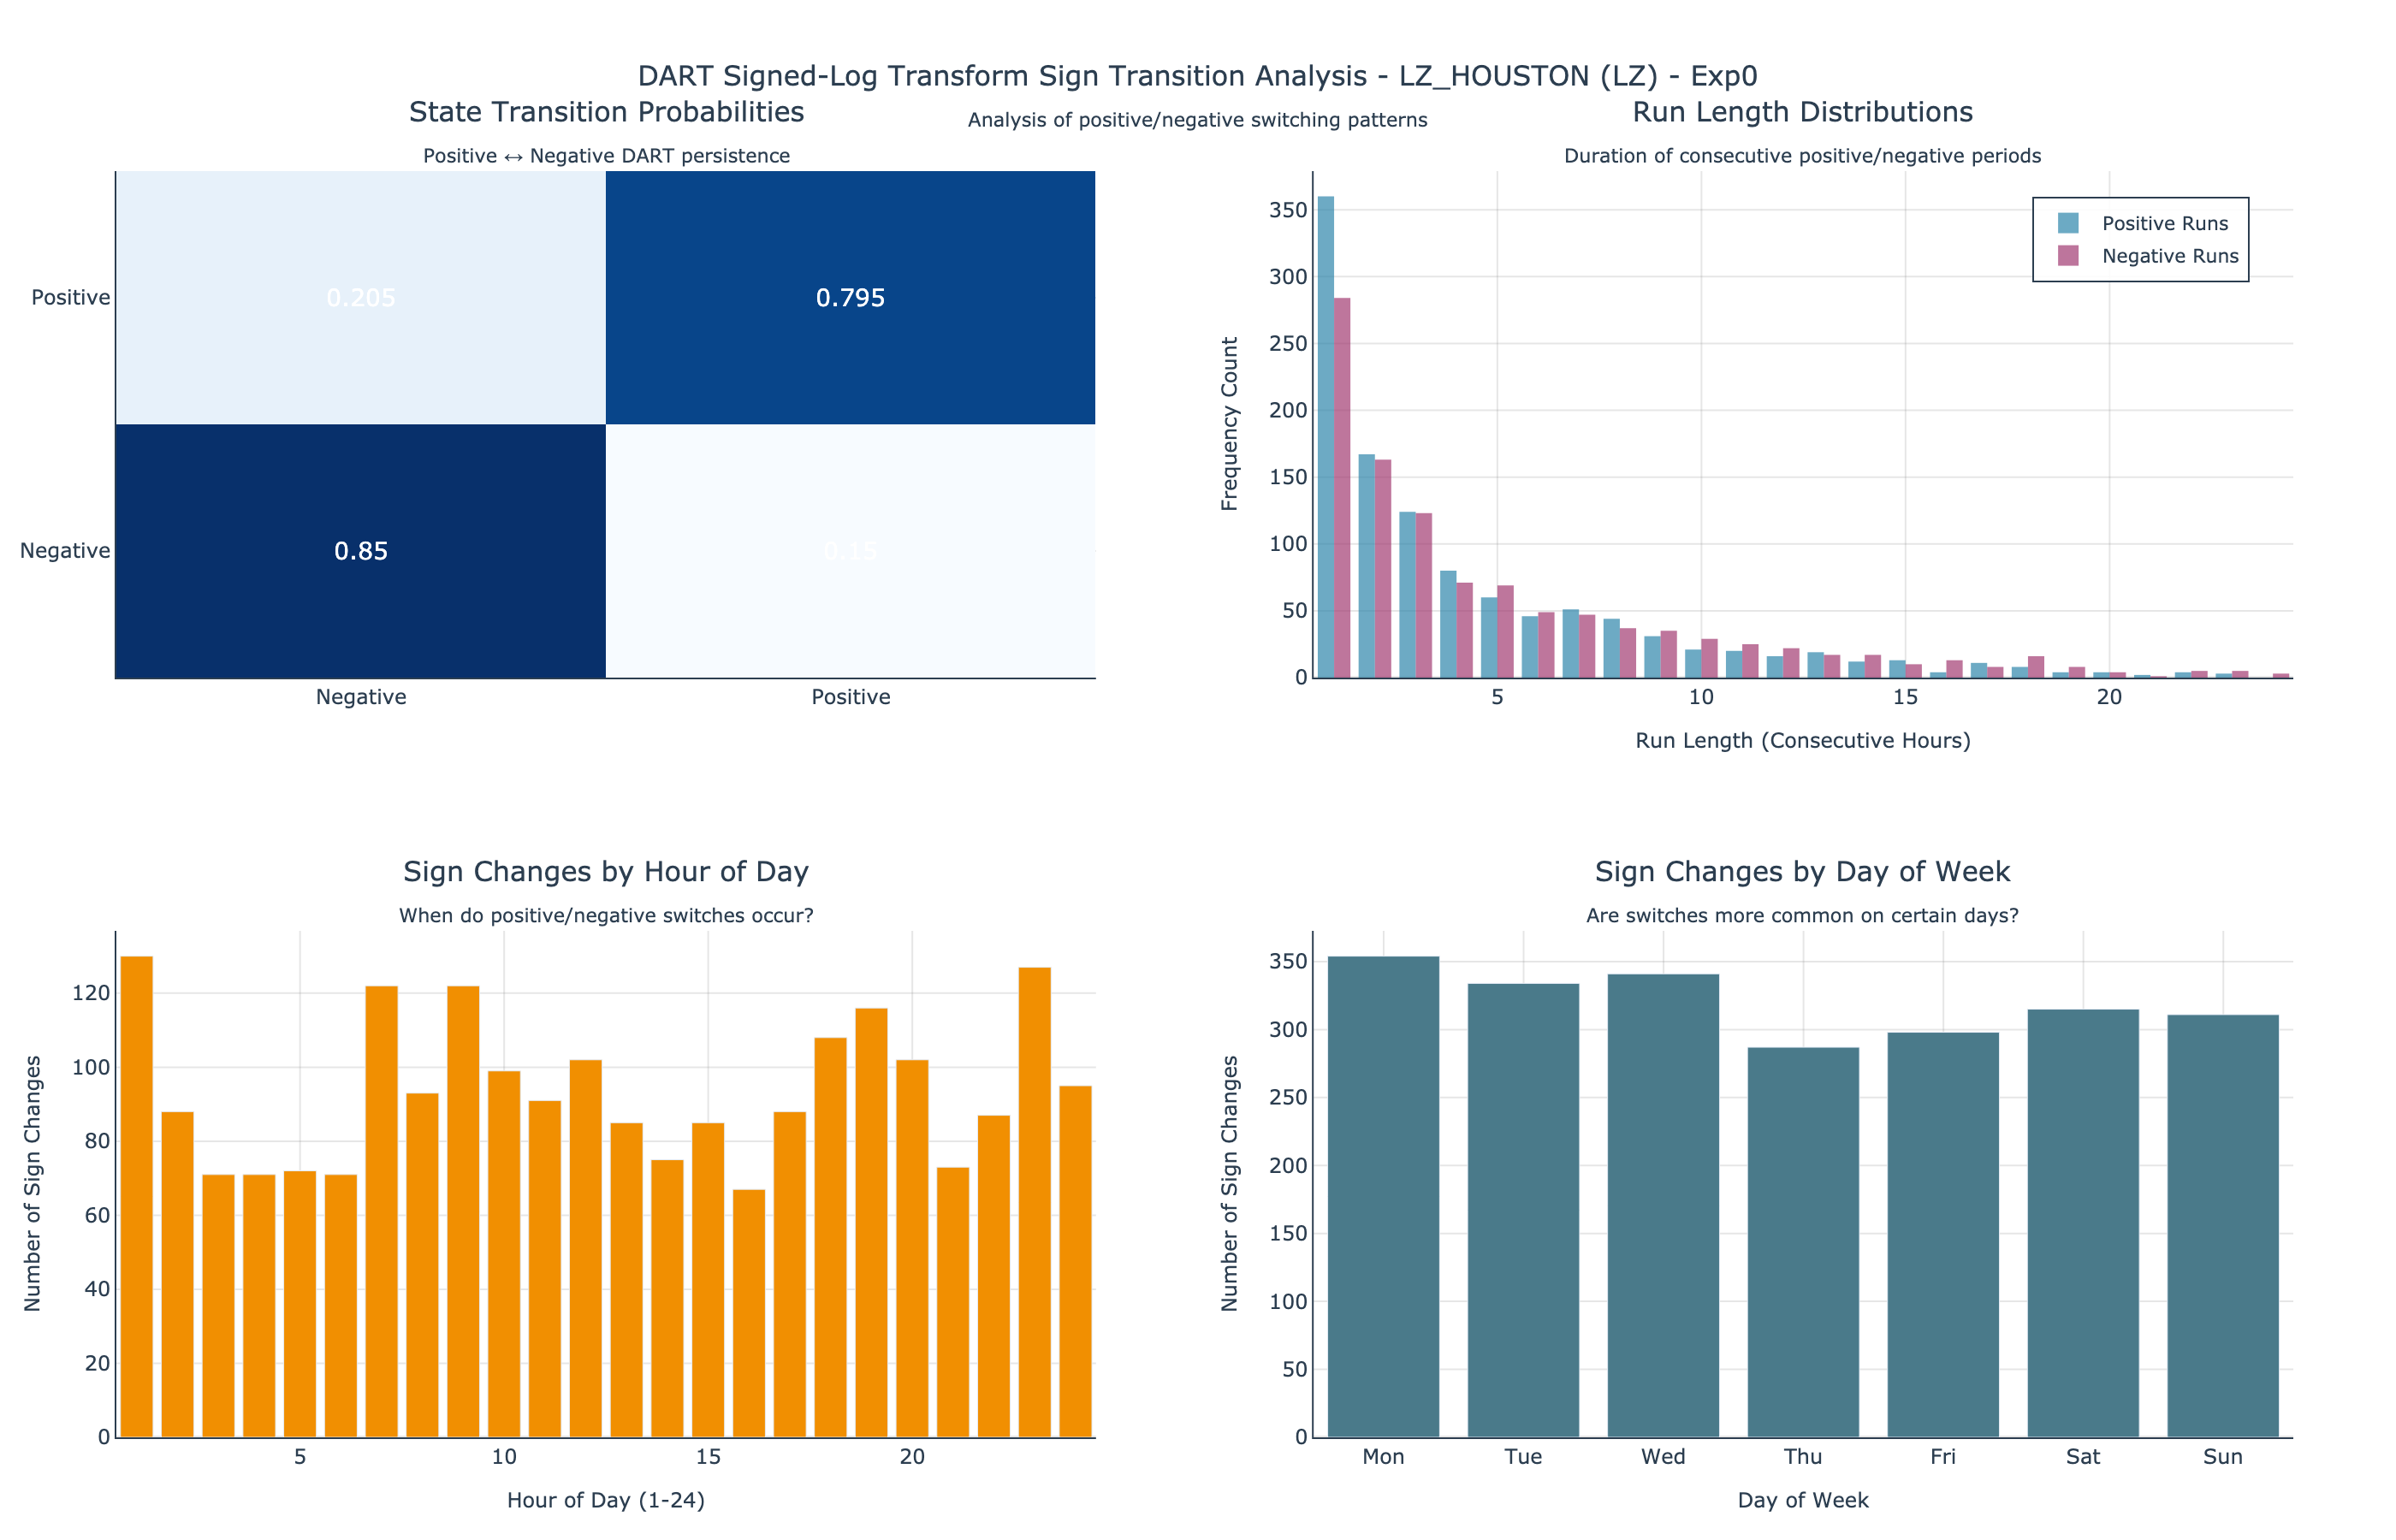 DART Signed-Log Transform Sign Transition Analysis - LZ_HOUSTON (LZ) - Exp0
Analysis of positive/negative switching patterns
State Transition Probabilities
Positive ↔ Negative DART persistence
Positive
0.205
0.795
Negative
0.85
0.15
Negative
Positive
Run Length Distributions
Duration of consecutive positive/negative periods
Positive Runs
Negative Runs
Frequency Count
350
300
250
200
150
100
50
0
5
10
15
20
Run Length (Consecutive Hours)
Sign Changes by Hour of Day
When do positive/negative switches occur?
Number of Sign Changes
120
100
80
60
40
20
0
5
10
15
20
Hour of Day (1-24)
Sign Changes by Day of Week
Are switches more common on certain days?
Number of Sign Changes
350
300
250
200
150
100
50
0
Mon
Tue
Wed
Thu
Fri
Sat
Sun
Day of Week